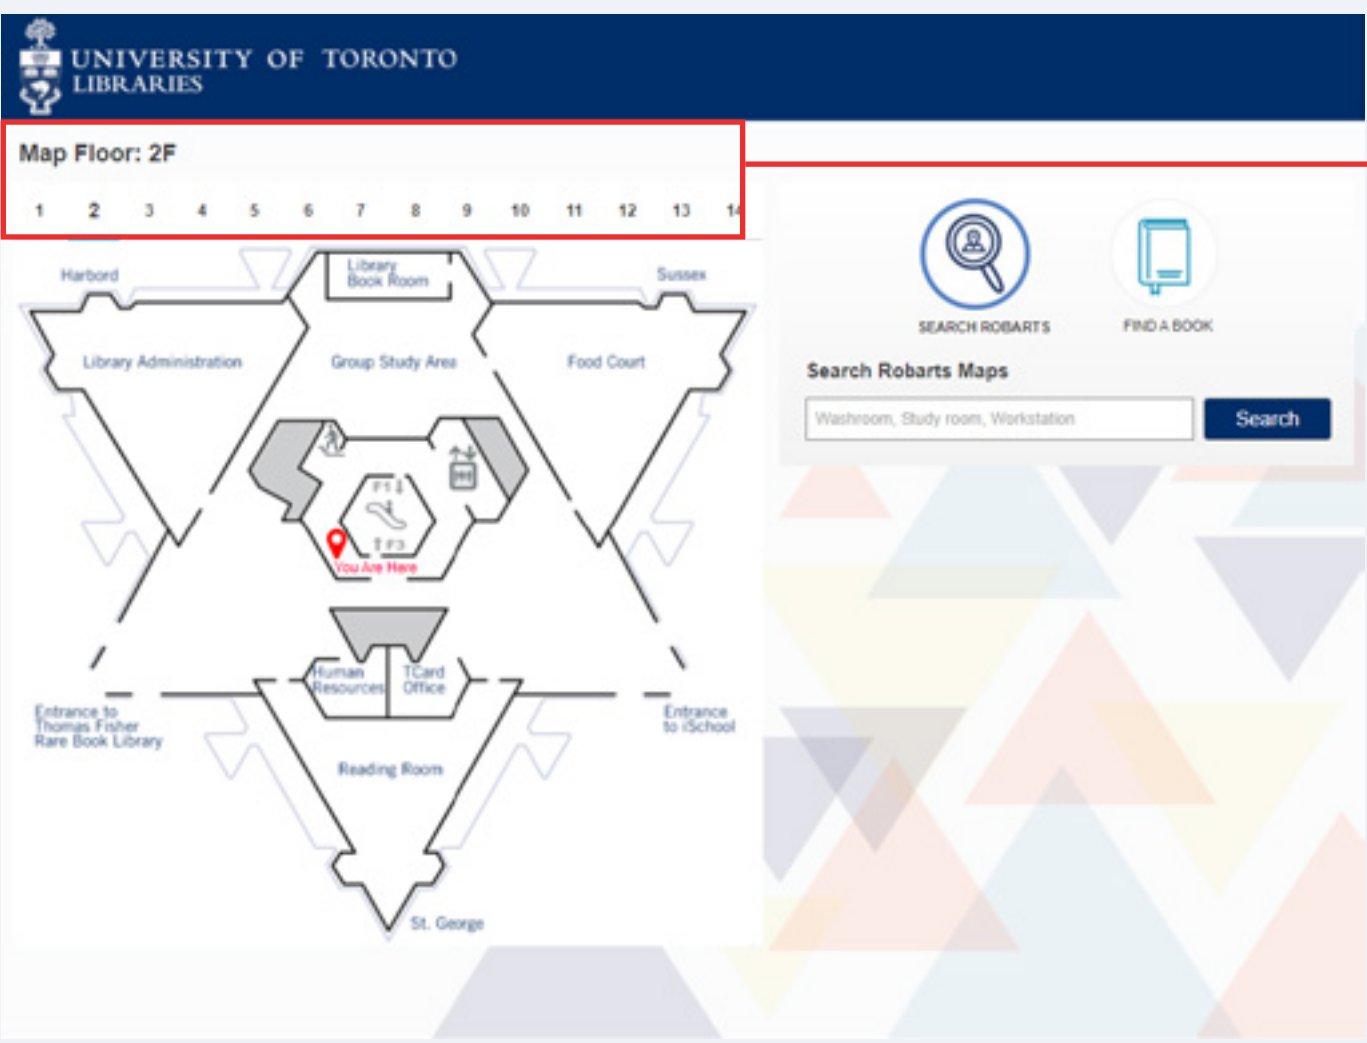 UNIVERSITY OF TORONTO
LIBRARIES
Map Floor: 2F
1 2 3 4 5 6 7 8 9 10 11 12 13 14
SEARCH ROBARTS
FIND A BOOK
Search Robarts Maps
Washroom, Study room, Workstation
Search
Harbord
Library
Book Room
Sussex
Library Administration
Group Study Area
Food Court
F1
F3
You Are Here
Human
Resources
TCard
Office
Entrance to
Thomas Fisher
Rare Book Library
Entrance
to iSchool
Reading Room
St. George